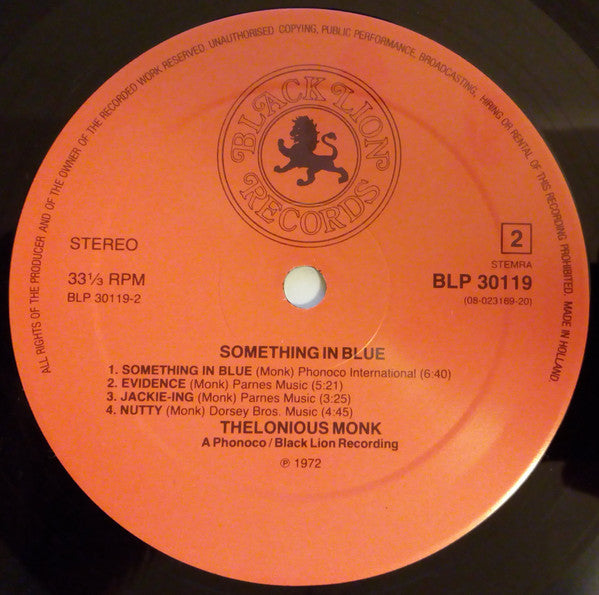 ALL RIGHTS OF THE PRODUCER AND OF THE OWNER OF THE RECORDED WORK RESERVED. UNAUTHORISED COPYING, PUBLIC PERFORMANCE, BROADCASTING, HIRING OR RENTAL OF THIS RECORDING PROHIBITED. MADE IN HOLLAND
BLACK LION
RECORDS
STEREO
2
STEMRA
33⅓ RPM
BLP 30119
BLP 30119-2
(08-023169-20)
SOMETHING IN BLUE
1. SOMETHING IN BLUE (Monk) Phonoco International (6:40)
2. EVIDENCE (Monk) Parnes Music (5:21)
3. JACKIE-ING (Monk) Parnes Music (3:25)
4. NUTTY (Monk) Dorsey Bros. Music (4:45)
THELONIOUS MONK
A Phonoco / Black Lion Recording
℗ 1972